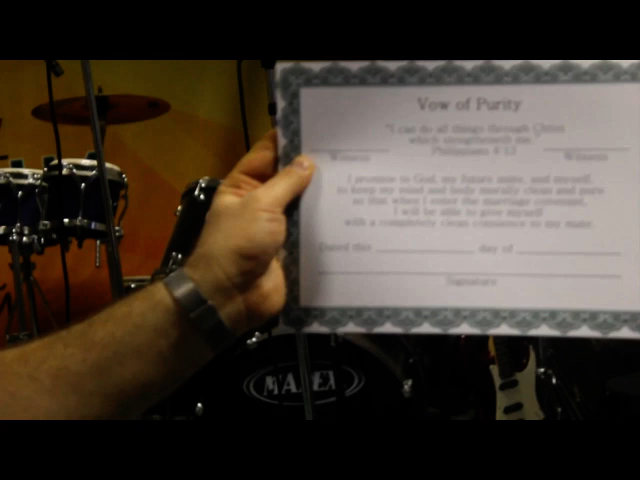 Vow of Purity
"I can do all things through Christ
which strengtheneth me
Philippians 4:13
Witness
Witness
I promise to God, my future mate, and myself,
to keep my mind and body morally clean and pure
so that when I enter the marriage covenant,
I will be able to give myself
with a completely clean conscience to my mate.
Dated this day of
Signature
MAPEX